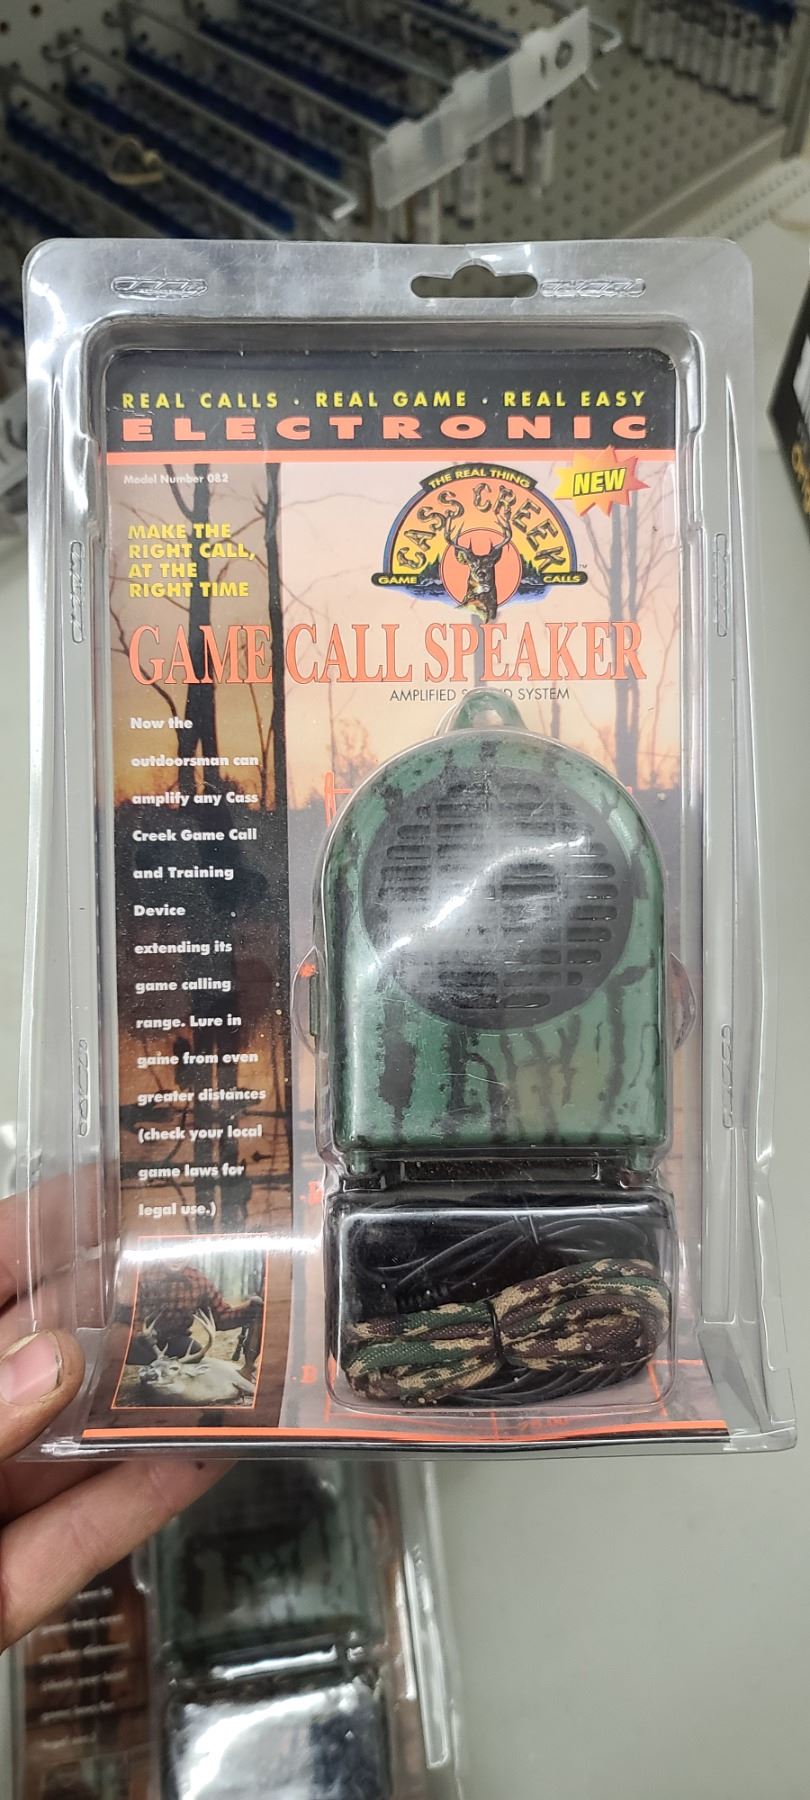 10
REAL CALLS · REAL GAME · REAL EASY
ELECTRONIC
Model Number 082
THE REAL THING
CASS CREEK
GAME CALLS
™
NEW
MAKE THE
RIGHT CALL,
AT THE
RIGHT TIME
GAME CALL SPEAKER
AMPLIFIED SYSTEM
Now the
outdoorsman can
amplify any Cass
Creek Game Call
and Training
Device
extending its
game calling
range. Lure in
game from even
greater distances
(check your local
game laws for
legal use.)